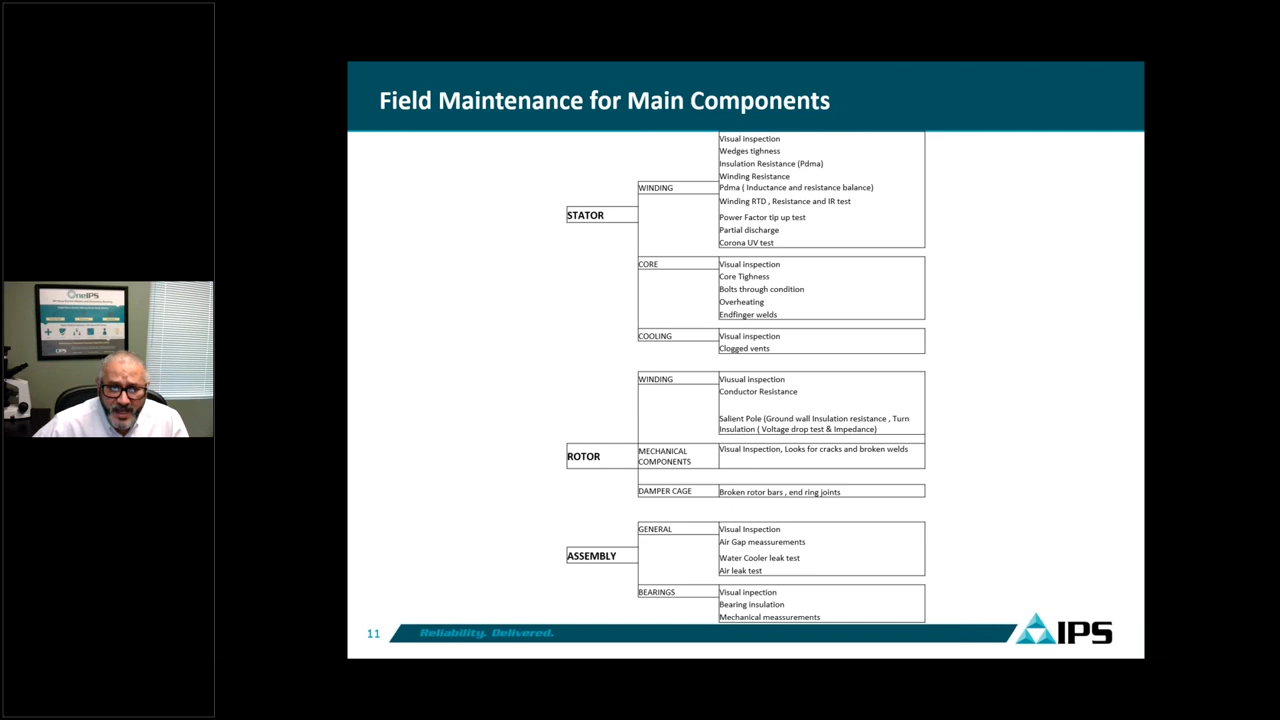 Field Maintenance for Main Components
STATOR
WINDING
Visual inspection
Wedges tighness
Insulation Resistance (Pdma)
Winding Resistance
Pdma ( Inductance and resistance balance)
Winding RTD , Resistance and IR test
Power Factor tip up test
Partial discharge
Corona UV test
CORE
Visual inspection
Core Tighness
Bolts through condition
Overheating
Endfinger welds
COOLING
Visual inspection
Clogged vents
ROTOR
WINDING
Viusual inspection
Conductor Resistance
Salient Pole (Ground wall Insulation resistance , Turn
Insulation ( Voltage drop test & Impedance)
MECHANICAL
COMPONENTS
Visual Inspection, Looks for cracks and broken welds
DAMPER CAGE
Broken rotor bars , end ring joints
ASSEMBLY
GENERAL
Visual Inspection
Air Gap meassurements
Water Cooler leak test
Air leak test
BEARINGS
Visual inpection
Bearing insulation
Mechanical meassurements
11
Reliability. Delivered.
IPS
OneIPS
IPS